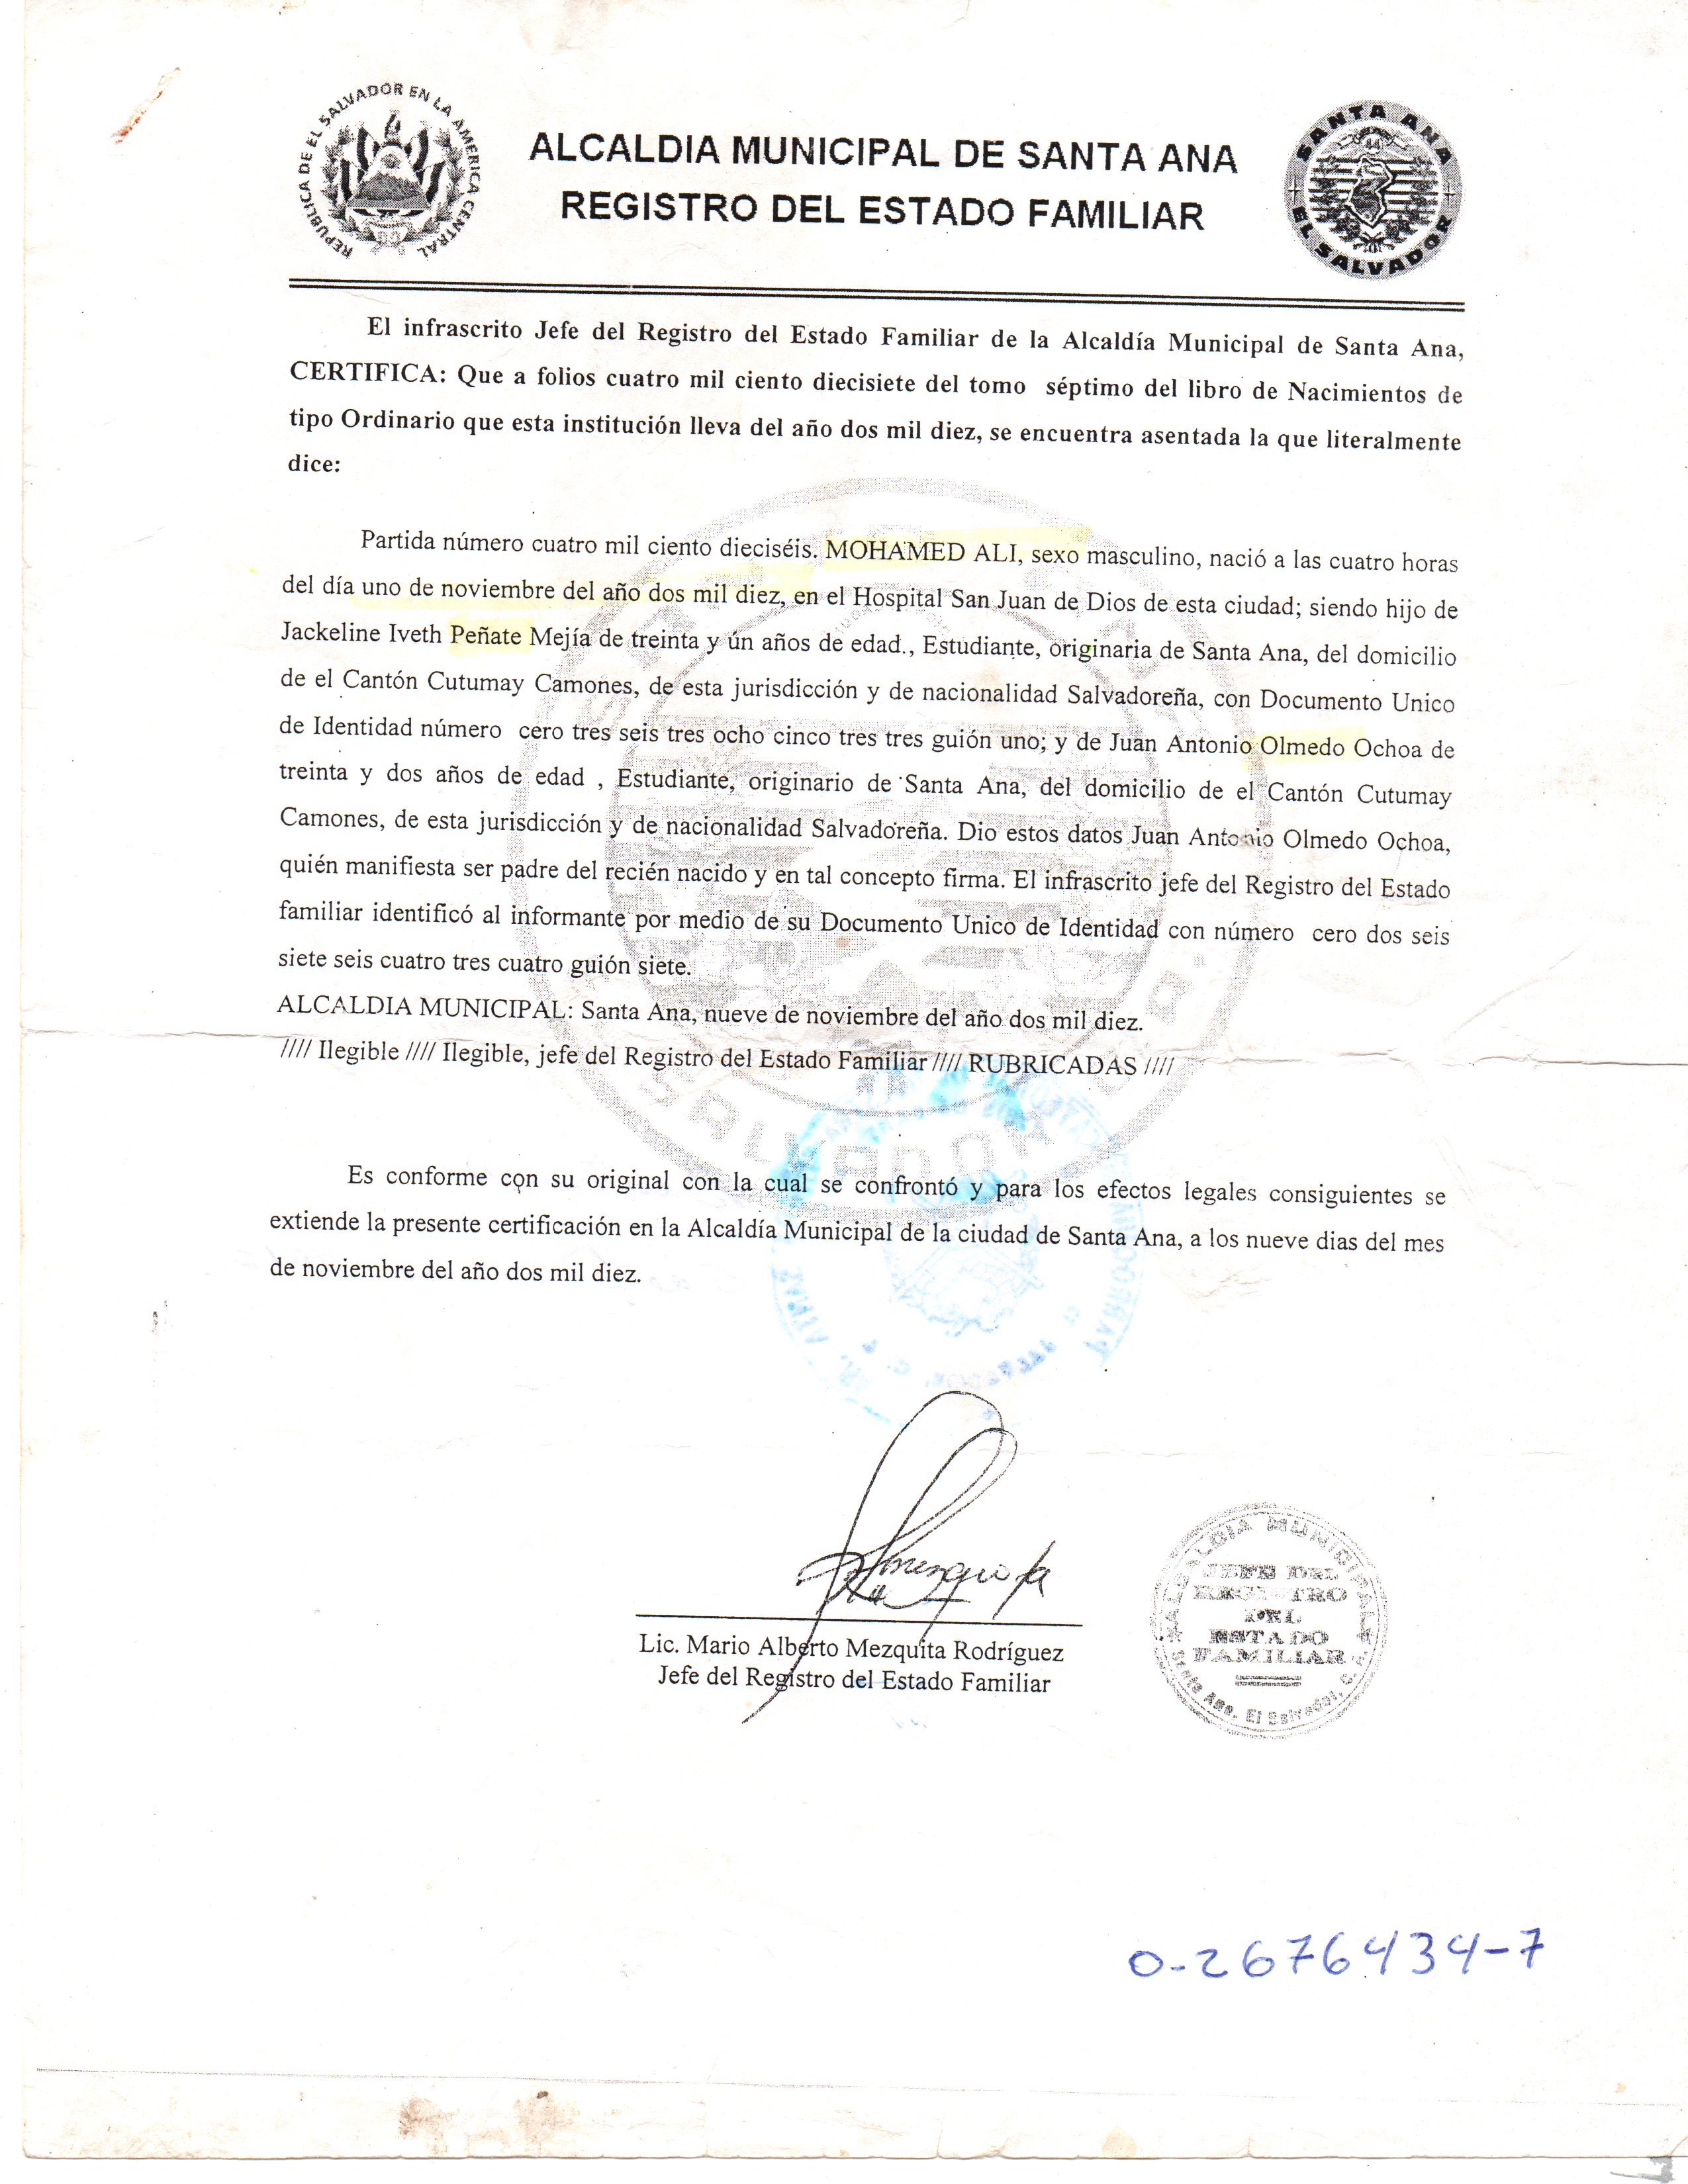 REPUBLICA DE EL SALVADOR EN LA AMERICA CENTRAL
ALCALDIA MUNICIPAL DE SANTA ANA
REGISTRO DEL ESTADO FAMILIAR
SANTA ANA
EL SALVADOR
El infrascrito Jefe del Registro del Estado Familiar de la Alcaldía Municipal de Santa Ana,
CERTIFICA: Que a folios cuatro mil ciento diecisiete del tomo séptimo del libro de Nacimientos de
tipo Ordinario que esta institución lleva del año dos mil diez, se encuentra asentada la que literalmente
dice:
Partida número cuatro mil ciento dieciséis. MOHAMED ALI, sexo masculino, nació a las cuatro horas
del día uno de noviembre del año dos mil diez, en el Hospital San Juan de Dios de esta ciudad; siendo hijo de
Jackeline Iveth Peñate Mejía de treinta y ún años de edad., Estudiante, originaria de Santa Ana, del domicilio
de el Cantón Cutumay Camones, de esta jurisdicción y de nacionalidad Salvadoreña, con Documento Unico
de Identidad número cero tres seis tres ocho cinco tres tres guión uno; y de Juan Antonio Olmedo Ochoa de
treinta y dos años de edad , Estudiante, originario de Santa Ana, del domicilio de el Cantón Cutumay
Camones, de esta jurisdicción y de nacionalidad Salvadoreña. Dio estos datos Juan Antonio Olmedo Ochoa,
quién manifiesta ser padre del recién nacido y en tal concepto firma. El infrascrito jefe del Registro del Estado
familiar identificó al informante por medio de su Documento Unico de Identidad con número cero dos seis
siete seis cuatro tres cuatro guión siete.
ALCALDIA MUNICIPAL: Santa Ana, nueve de noviembre del año dos mil diez.
//// Ilegible //// Ilegible, jefe del Registro del Estado Familiar //// RUBRICADAS ////
SALVADOR
Es conforme con su original con la cual se confrontó y para los efectos legales consiguientes se
extiende la presente certificación en la Alcaldía Municipal de la ciudad de Santa Ana, a los nueve dias del mes
de noviembre del año dos mil diez.
Lic. Mario Alberto Mezquita Rodríguez
Jefe del Registro del Estado Familiar
ALCALDIA MUNICIPAL
JEFE DEL
REGISTRO
DEL
ESTADO
FAMILIAR
Santa Ana, El Salvador, C. A.
0-2676434-7